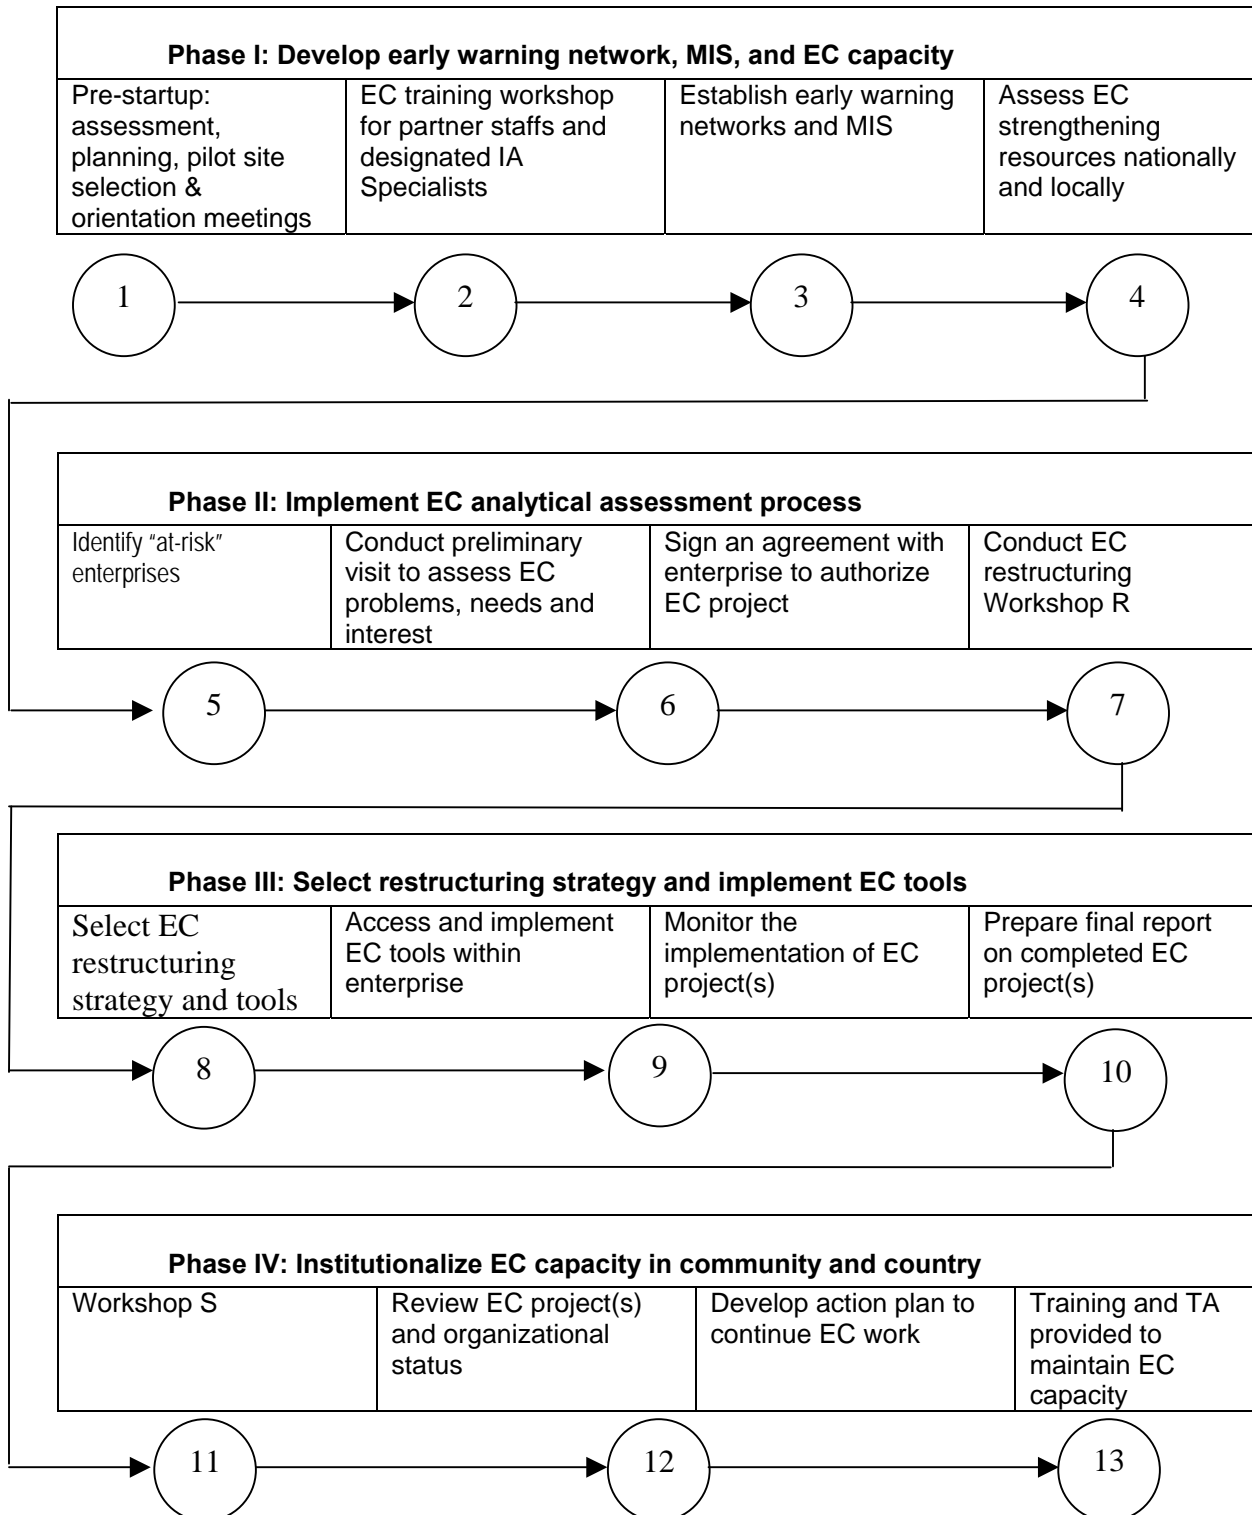 Phase I: Develop early warning network, MIS, and EC capacity
Pre-startup:
assessment,
planning, pilot site
selection &
orientation meetings
EC training workshop
for partner staffs and
designated IA
Specialists
Establish early warning
networks and MIS
Assess EC
strengthening
resources nationally
and locally
1
2
3
4
Phase II: Implement EC analytical assessment process
Identify “at-risk”
enterprises
Conduct preliminary
visit to assess EC
problems, needs and
interest
Sign an agreement with
enterprise to authorize
EC project
Conduct EC
restructuring
Workshop R
5
6
7
Phase III: Select restructuring strategy and implement EC tools
Select EC
restructuring
strategy and tools
Access and implement
EC tools within
enterprise
Monitor the
implementation of EC
project(s)
Prepare final report
on completed EC
project(s)
8
9
10
Phase IV: Institutionalize EC capacity in community and country
Workshop S
Review EC project(s)
and organizational
status
Develop action plan to
continue EC work
Training and TA
provided to
maintain EC
capacity
11
12
13